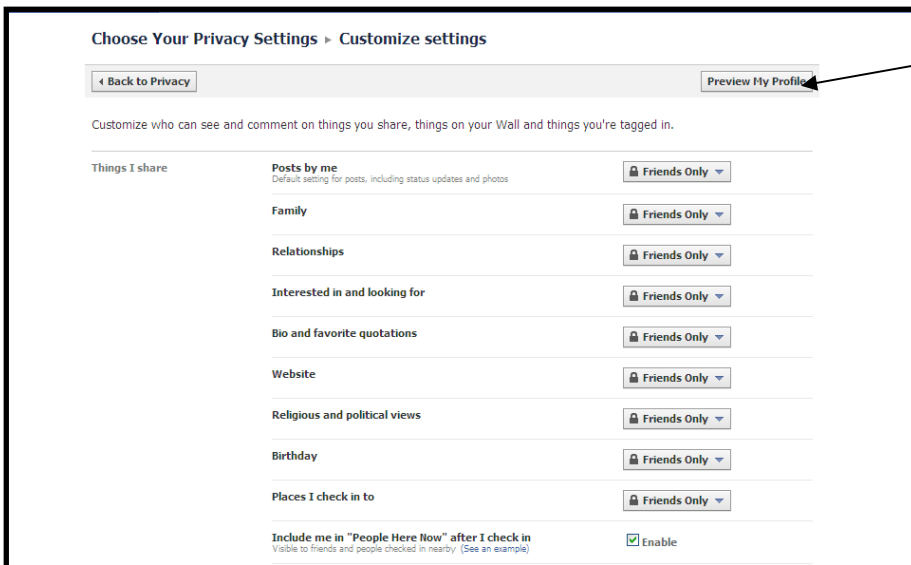 Choose Your Privacy Settings ▸ Customize settings
Back to Privacy Preview My Profile
Customize who can see and comment on things you share, things on your Wall and things you're tagged in.
Things I share Posts by me Friends Only
Default setting for posts, including status updates and photos
Family Friends Only
Relationships Friends Only
Interested in and looking for Friends Only
Bio and favorite quotations Friends Only
Website Friends Only
Religious and political views Friends Only
Birthday Friends Only
Places I check in to Friends Only
Include me in "People Here Now" after I check in Enable
Visible to friends and people checked in nearby (See an example)